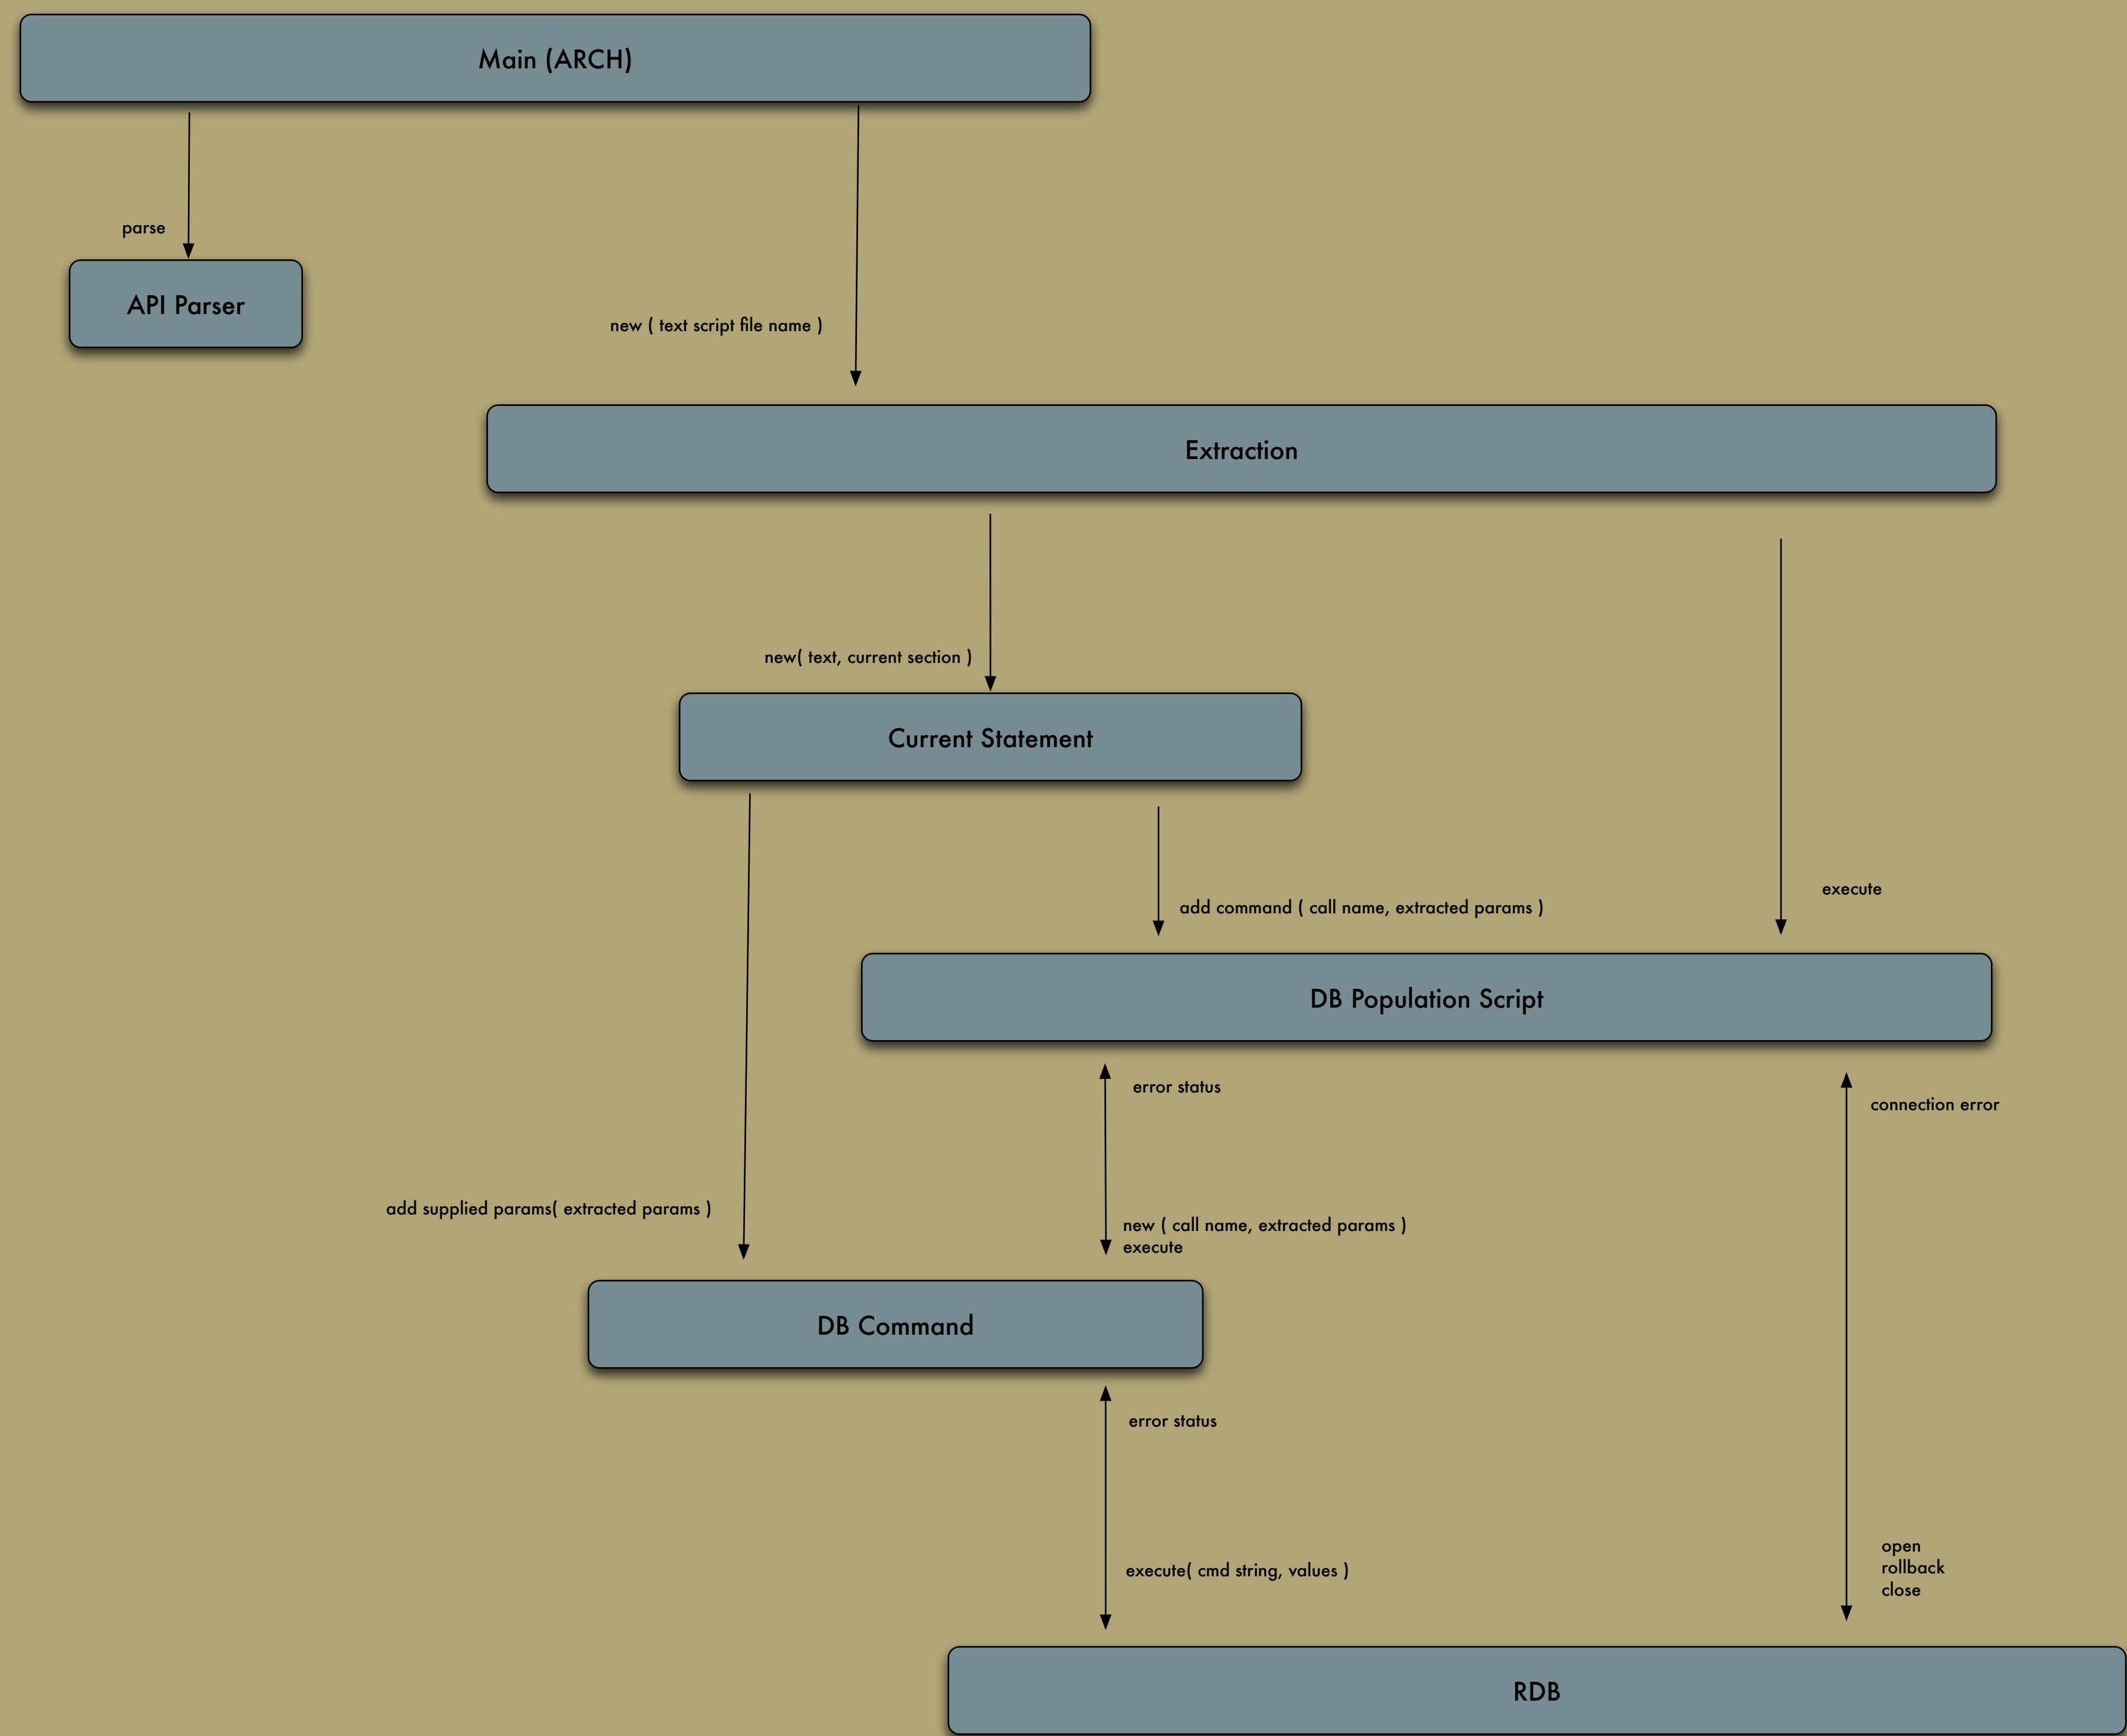 Main (ARCH)
parse
API Parser
new ( text script file name )
Extraction
new( text, current section )
Current Statement
execute
add command ( call name, extracted params )
DB Population Script
error status
connection error
add supplied params( extracted params )
new ( call name, extracted params )
execute
DB Command
error status
execute( cmd string, values )
open
rollback
close
RDB